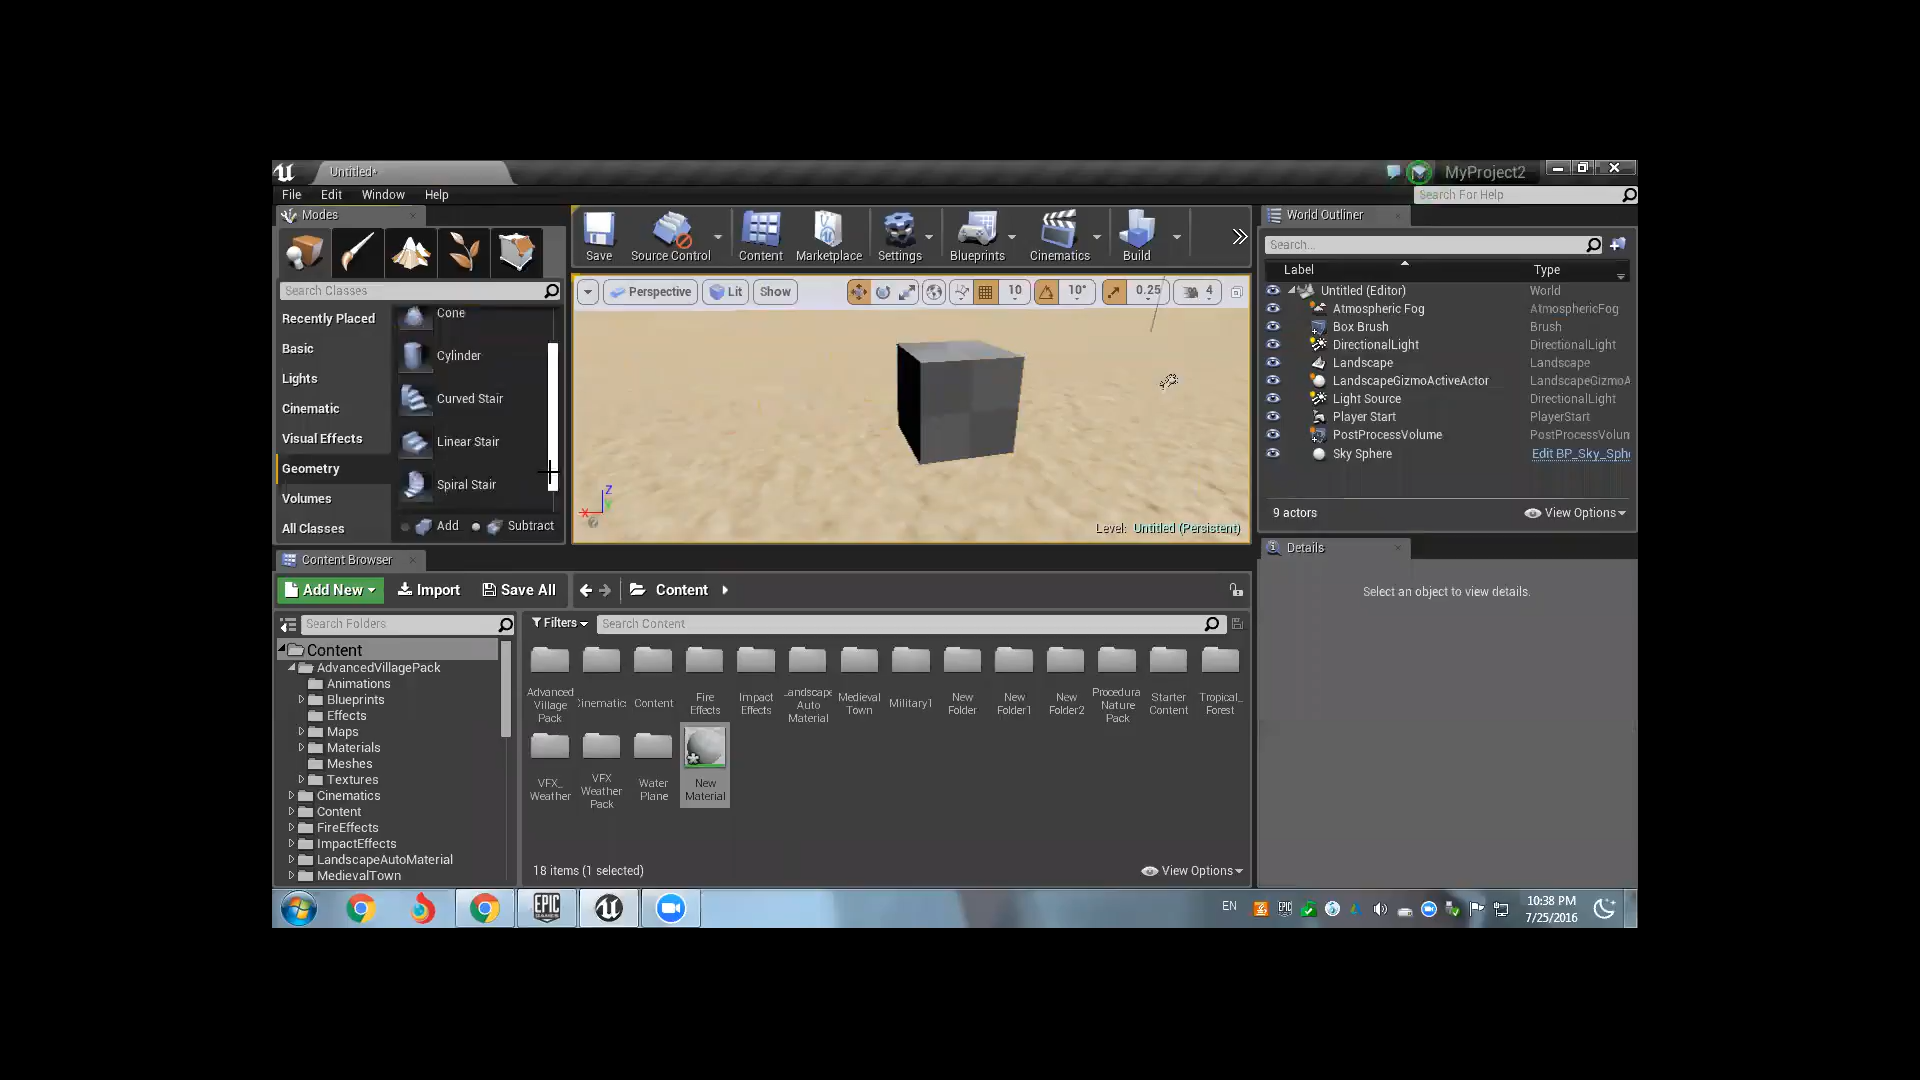 Untitled*
MyProject2
File Edit Window Help
Search For Help
Modes
Save Source Control Content Marketplace Settings Blueprints Cinematics Build
World Outliner
Search...
Search Classes
Label Type
Perspective Lit Show 10 10° 0.25 4
Recently Placed
Basic
Lights
Cinematic
Visual Effects
Geometry
Volumes
All Classes
Cone
Cylinder
Curved Stair
Linear Stair
Spiral Stair
Add Subtract
X Z
Level: Untitled (Persistent)
Untitled (Editor) World
Atmospheric Fog AtmosphericFog
Box Brush Brush
DirectionalLight DirectionalLight
Landscape Landscape
LandscapeGizmoActiveActor LandscapeGizmoA
Light Source DirectionalLight
Player Start PlayerStart
PostProcessVolume PostProcessVolum
Sky Sphere Edit BP_Sky_Sph
9 actors View Options
Details
Select an object to view details.
Content Browser
Add New Import Save All Content
Search Folders
Filters Search Content
Content
AdvancedVillagePack
Animations
Blueprints
Effects
Maps
Materials
Meshes
Textures
Cinematics
Content
FireEffects
ImpactEffects
LandscapeAutoMaterial
MedievalTown
Advanced
Village
Pack
Cinematics
Content
Fire
Effects
Impact
Effects
Landscape
Auto
Material
Medieval
Town
Military1
New
Folder
New
Folder1
New
Folder2
Procedura
Nature
Pack
Starter
Content
Tropical_
Forest
VFX_
Weather
VFX
Weather
Pack
Water
Plane
New
Material
18 items (1 selected) View Options
EPIC
GAMES
EN
10:38 PM
7/25/2016